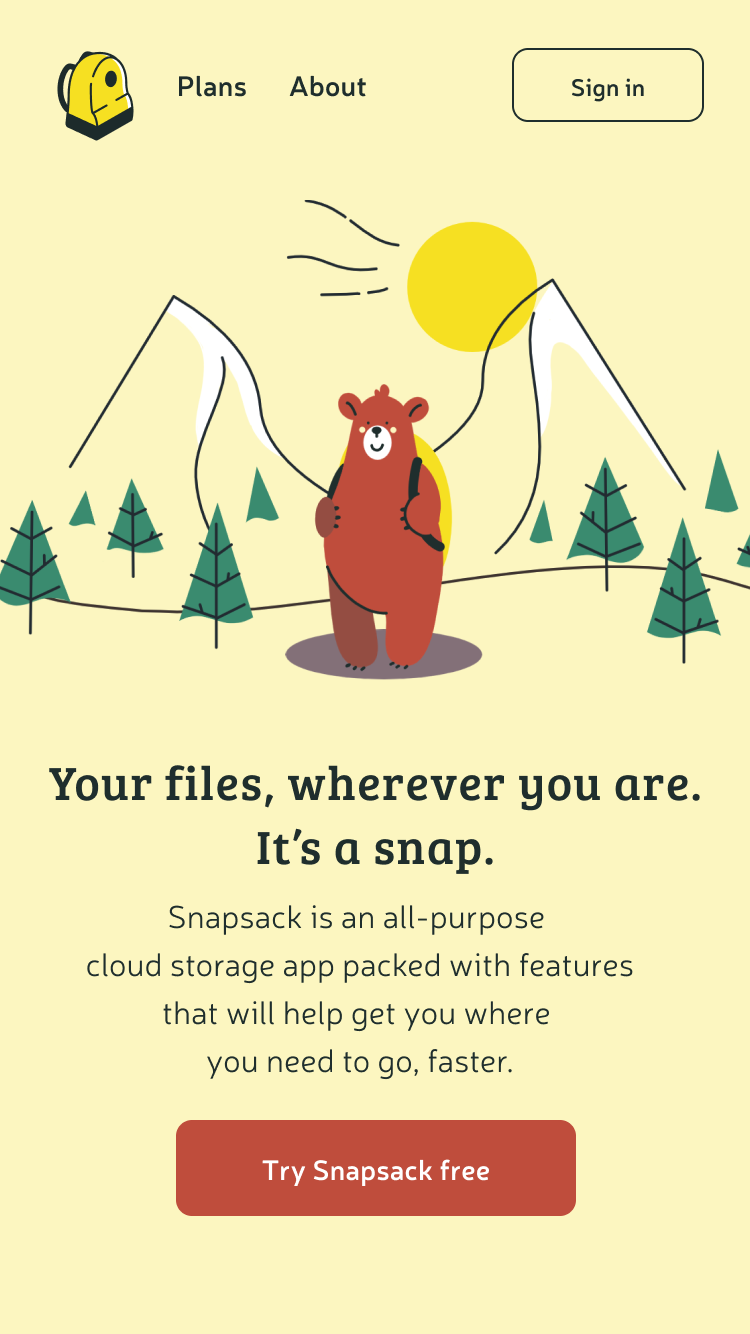 Plans About Sign in
Your files, wherever you are.
It’s a snap.
Snapsack is an all-purpose
cloud storage app packed with features
that will help get you where
you need to go, faster.
Try Snapsack free